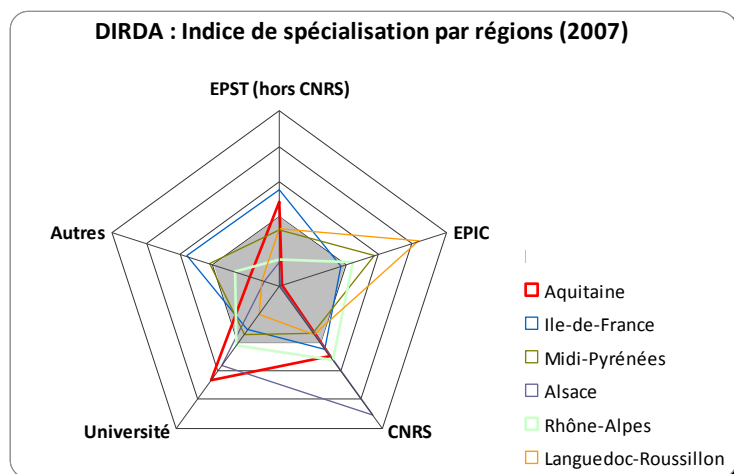 DIRDA : Indice de spécialisation par régions (2007)
EPST (hors CNRS)
Autres
EPIC
Université
CNRS
Aquitaine
Ile-de-France
Midi-Pyrénées
Alsace
Rhône-Alpes
Languedoc-Roussillon